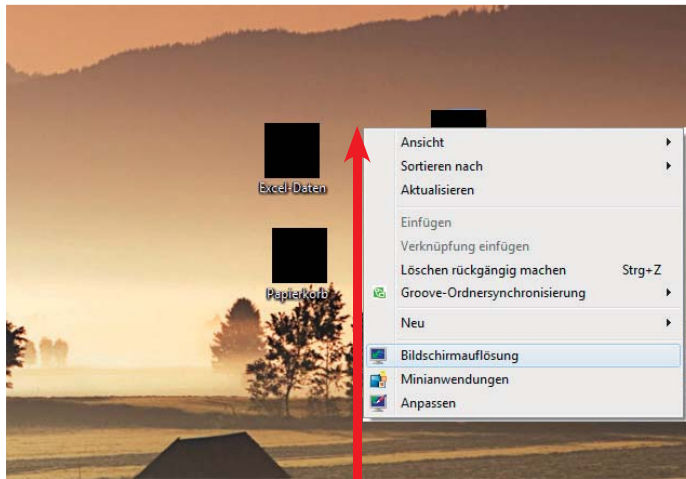 Excel-Daten
Papierkorb
Ansicht
Sortieren nach
Aktualisieren
Einfügen
Verknüpfung einfügen
Löschen rückgängig machen Strg+Z
Groove-Ordnersynchronisierung
Neu
Bildschirmauflösung
Minianwendungen
Anpassen